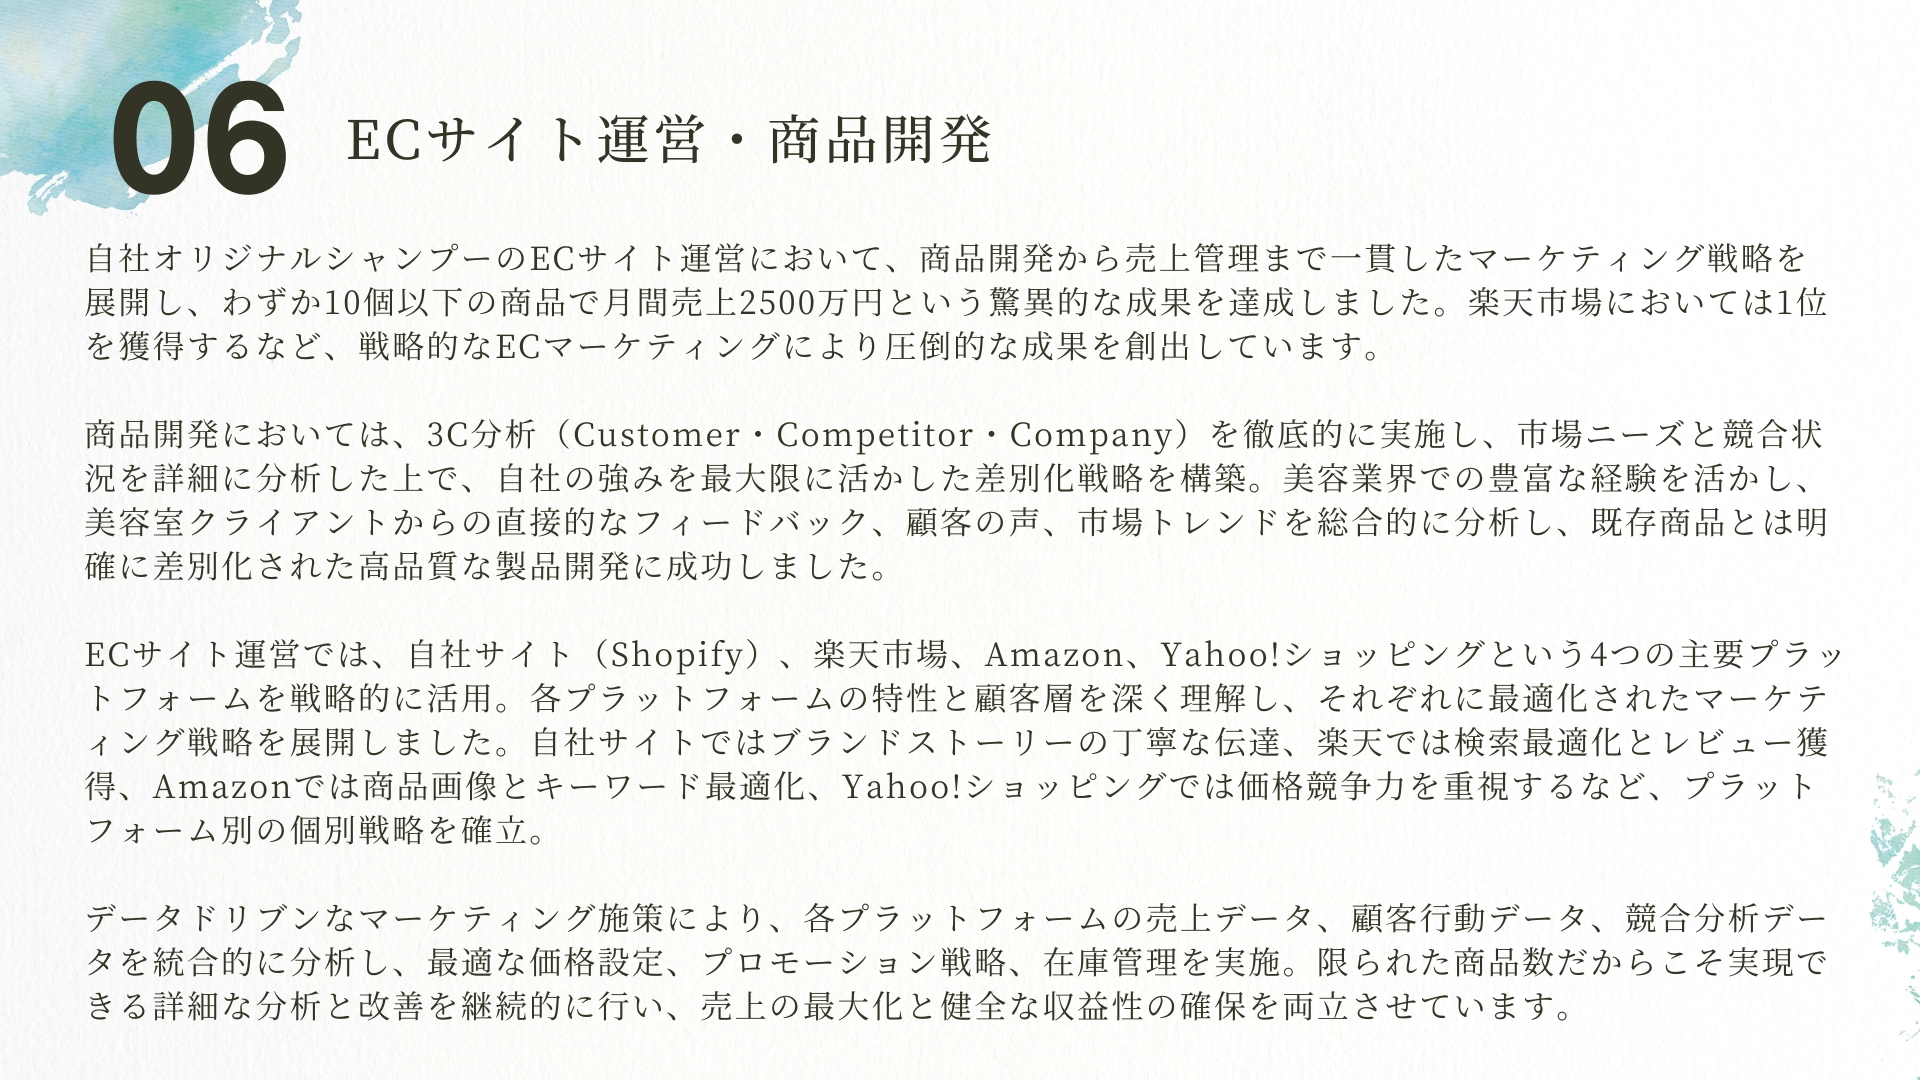 06
ECサイト運営・商品開発
自社オリジナルシャンプーのECサイト運営において、商品開発から売上管理まで一貫したマーケティング戦略を
展開し、わずか10個以下の商品で月間売上2500万円という驚異的な成果を達成しました。楽天市場においては1位
を獲得するなど、戦略的なECマーケティングにより圧倒的な成果を創出しています。
商品開発においては、3C分析（Customer・Competitor・Company）を徹底的に実施し、市場ニーズと競合状
況を詳細に分析した上で、自社の強みを最大限に活かした差別化戦略を構築。美容業界での豊富な経験を活かし、
美容室クライアントからの直接的なフィードバック、顧客の声、市場トレンドを総合的に分析し、既存商品とは明
確に差別化された高品質な製品開発に成功しました。
ECサイト運営では、自社サイト（Shopify）、楽天市場、Amazon、Yahoo!ショッピングという4つの主要プラッ
トフォームを戦略的に活用。各プラットフォームの特性と顧客層を深く理解し、それぞれに最適化されたマーケテ
ィング戦略を展開しました。自社サイトではブランドストーリーの丁寧な伝達、楽天では検索最適化とレビュー獲
得、Amazonでは商品画像とキーワード最適化、Yahoo!ショッピングでは価格競争力を重視するなど、プラット
フォーム別の個別戦略を確立。
データドリブンなマーケティング施策により、各プラットフォームの売上データ、顧客行動データ、競合分析デー
タを統合的に分析し、最適な価格設定、プロモーション戦略、在庫管理を実施。限られた商品数だからこそ実現で
きる詳細な分析と改善を継続的に行い、売上の最大化と健全な収益性の確保を両立させています。